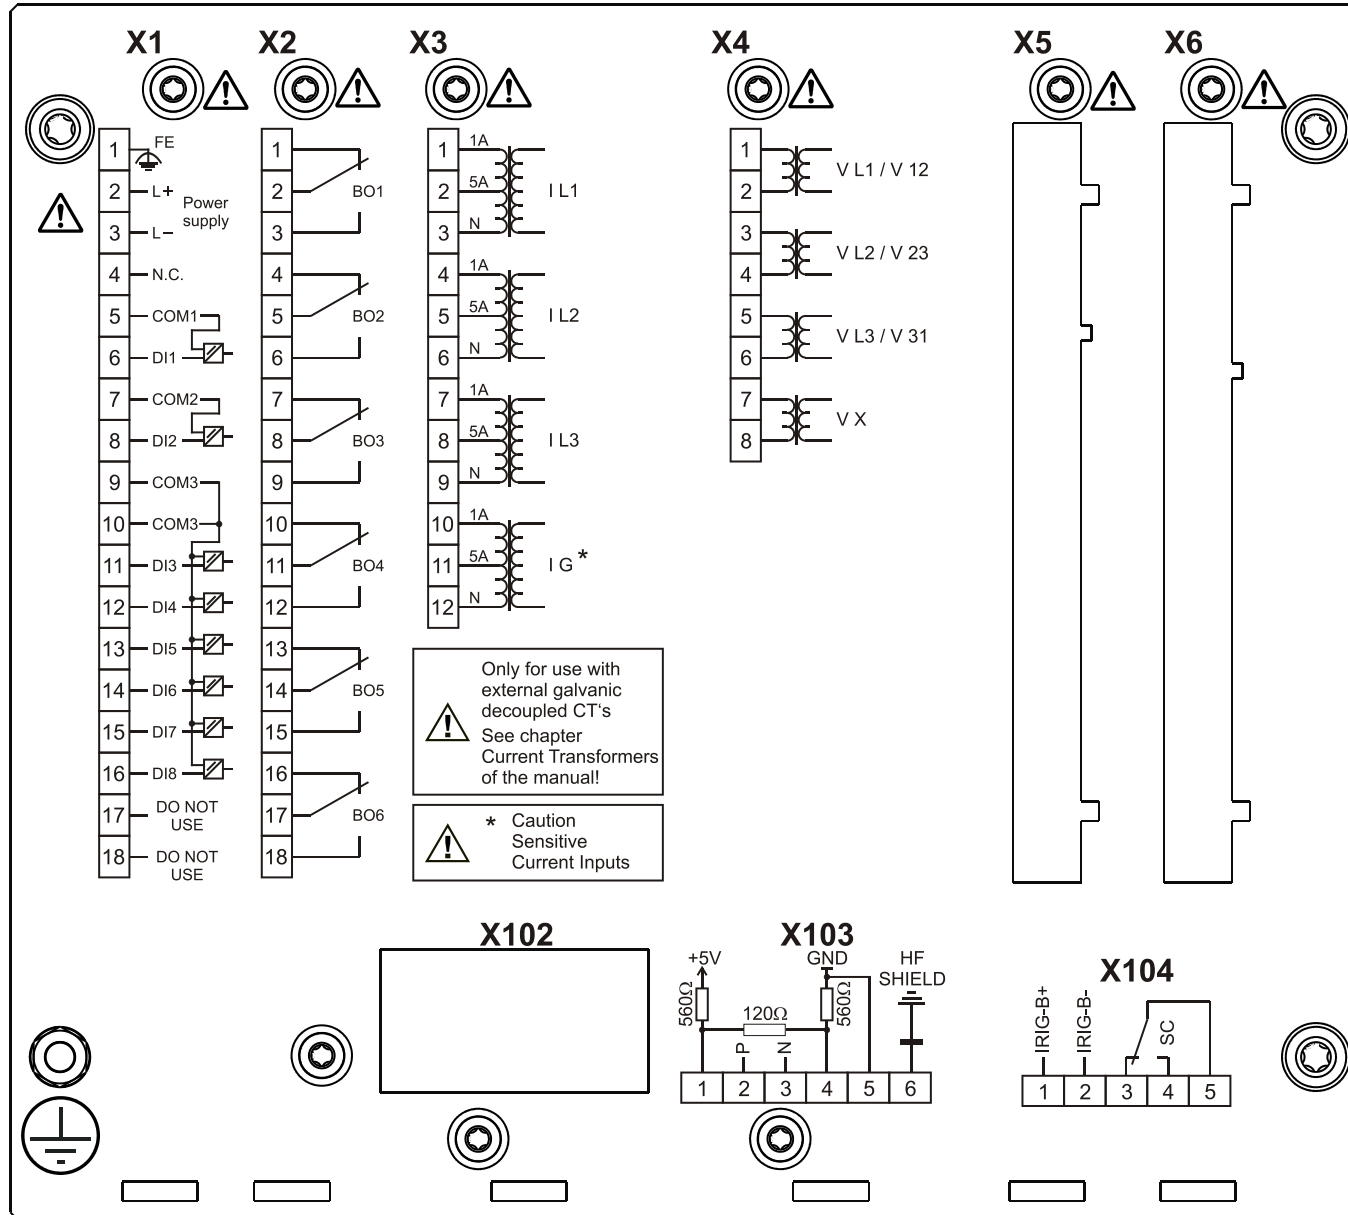 X1
X2
X3
X4
X5
X6
1
FE
2
L+
Power
supply
3
L−
4
N.C.
5
COM1
6
DI1
7
COM2
8
DI2
9
COM3
10
COM3
11
DI3
12
DI4
13
DI5
14
DI6
15
DI7
16
DI8
17
DO NOT
USE
18
DO NOT
USE
1
2
BO1
3
4
5
BO2
6
7
8
BO3
9
10
11
BO4
12
13
14
BO5
15
16
17
BO6
18
1
1A
2
5A
I L1
3
N
4
1A
5
5A
I L2
6
N
7
1A
8
5A
I L3
9
N
10
1A
11
5A
I G *
12
N
Only for use with
external galvanic
decoupled CT‘s
See chapter
Current Transformers
of the manual!
* Caution
Sensitive
Current Inputs
1
V L1 / V 12
2
3
V L2 / V 23
4
5
V L3 / V 31
6
7
V X
8
X102
X103
+5V
GND
HF
SHIELD
560Ω
120Ω
560Ω
P
N
1 2 3 4 5 6
X104
IRIG-B+
IRIG-B-
SC
1 2 3 4 5